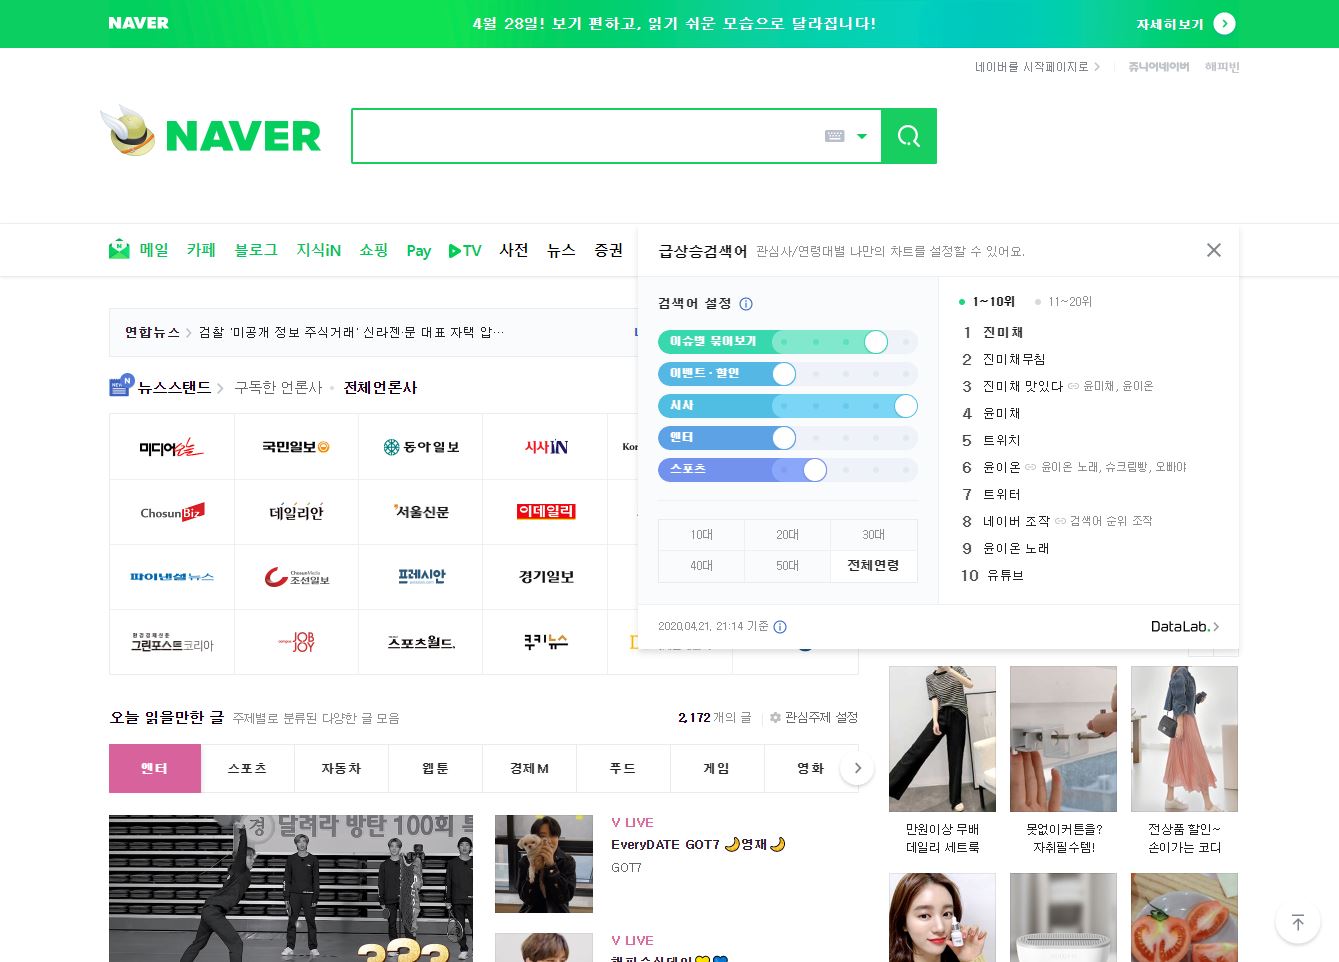 NAVER
4월 28일! 보기 편하고, 읽기 쉬운 모습으로 달라집니다!
자세히보기
네이버를 시작페이지로
쥬니어네이버 해피빈
NAVER
메일 카페 블로그 지식iN 쇼핑 Pay TV 사전 뉴스 증권
급상승검색어 관심사/연령대별 나만의 차트를 설정할 수 있어요.
검색어 설정
이슈별 묶어보기
이벤트·할인
시사
엔터
스포츠
10대 20대 30대
40대 50대 전체연령
1~10위 11~20위
1 진미채
2 진미채무침
3 진미채 맛있다 윤미채, 윤이온
4 윤미채
5 트위치
6 윤이온 윤이온 노래, 슈크림빵, 오빠야
7 트위터
8 네이버 조작 검색어 순위 조작
9 윤이온 노래
10 유튜브
2020.04.21. 21:14 기준
DataLab.
연합뉴스 검찰 '미공개 정보 주식거래' 신라젠·문 대표 자택 압…
NEW N 뉴스스탠드 구독한 언론사 전체언론사
미디어오늘 국민일보 동아일보 시사IN Kor
ChosunBiz 데일리안 서울신문 이데일리
파이낸셜뉴스 ChosunMedia 조선일보 프레시안 경기일보
환경경제신문 그린포스트코리아 JOB JOY 스포츠월드 쿠키뉴스
오늘 읽을만한 글 주제별로 분류된 다양한 글 모음
2,172개의 글 관심주제 설정
엔터 스포츠 자동차 웹툰 경제M 푸드 게임 영화
달려라 방탄 100회 특
333
V LIVE
EveryDATE GOT7 🌙영재🌙
GOT7
V LIVE
만원이상 무배
데일리 세트룩
못없이커튼을?
자취필수템!
전상품 할인~
손이가는 코디